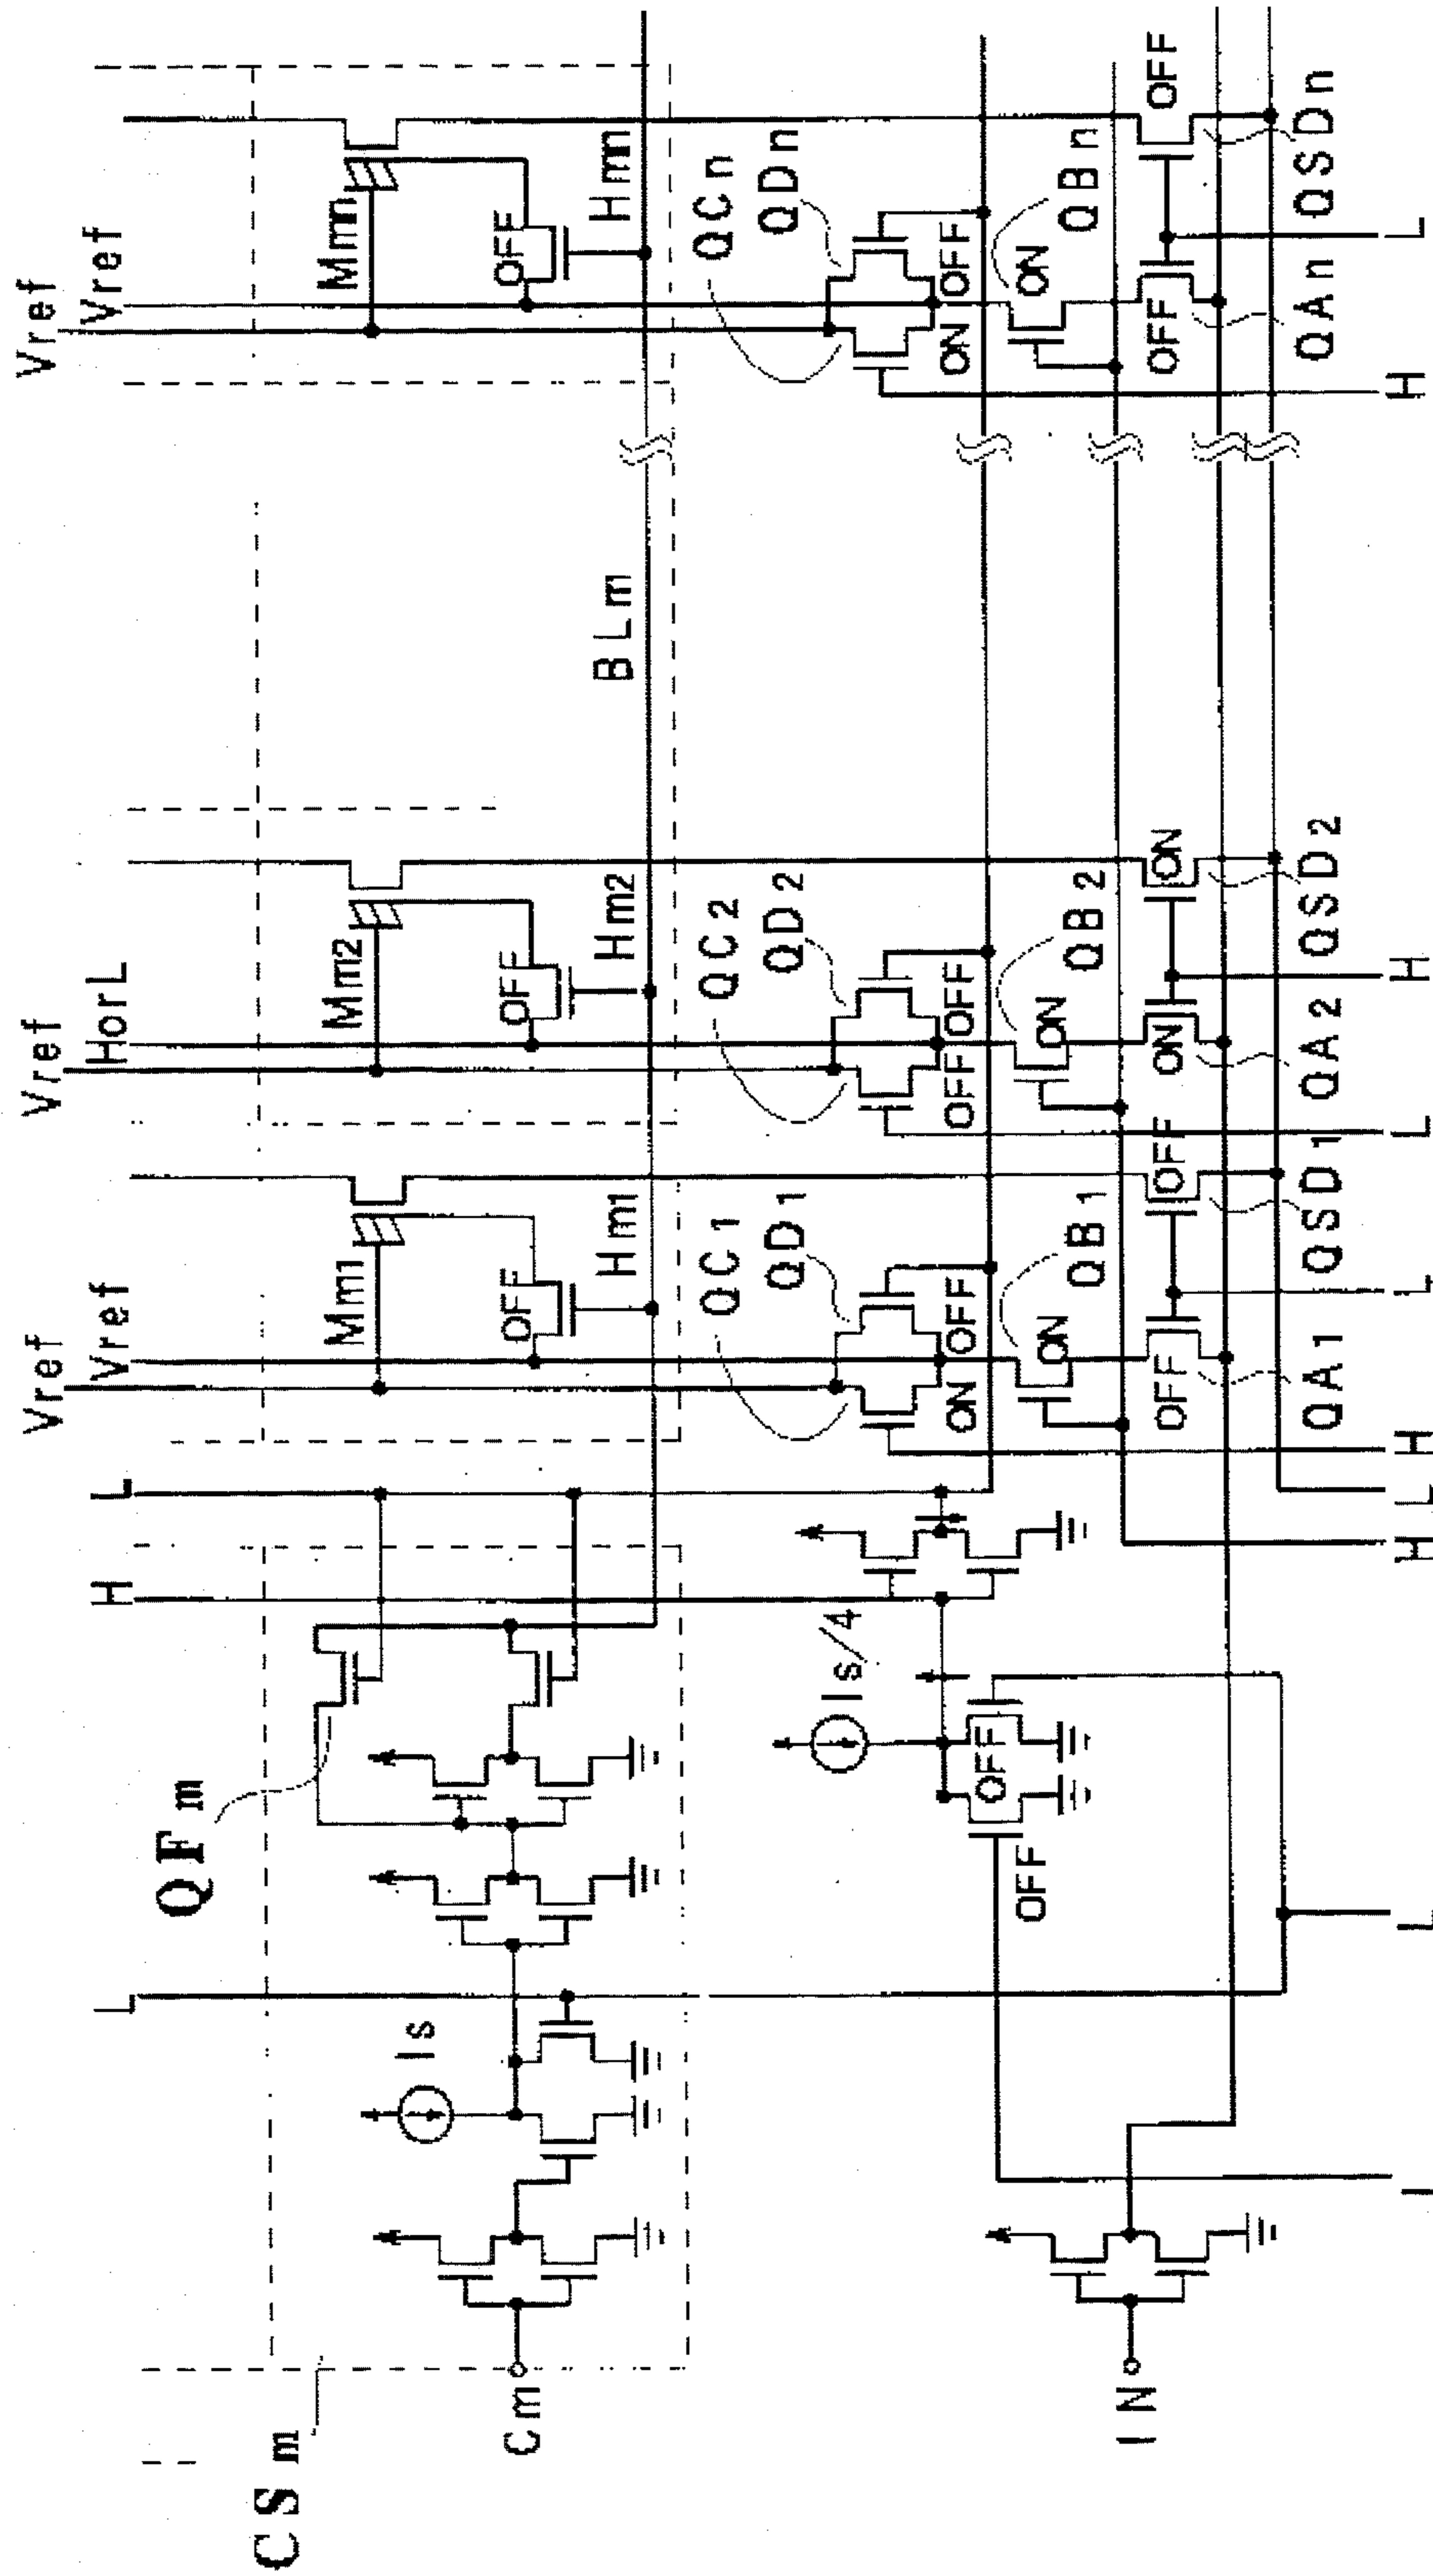 Vref
Vref
Vref
L
H
L
Vref
HorL
Vref
QFm
CSm
Mm1
Mm2
Mmn
Is
Cm
OFF
OFF
OFF
Hm1
Hm2
BLm
Hmn
QC1
QC2
QCn
QD1
QD2
QDn
Is/4
ON
OFF
OFF
OFF
ON
OFF
OFF
OFF
ON
ON
ON
QB1
QB2
QBn
IN
OFF
OFF
ON
ON
OFF
OFF
QA1
QSD1
QA2
QSD2
QAn
QSDn
L
L
H
L
H
L
L
H
H
L